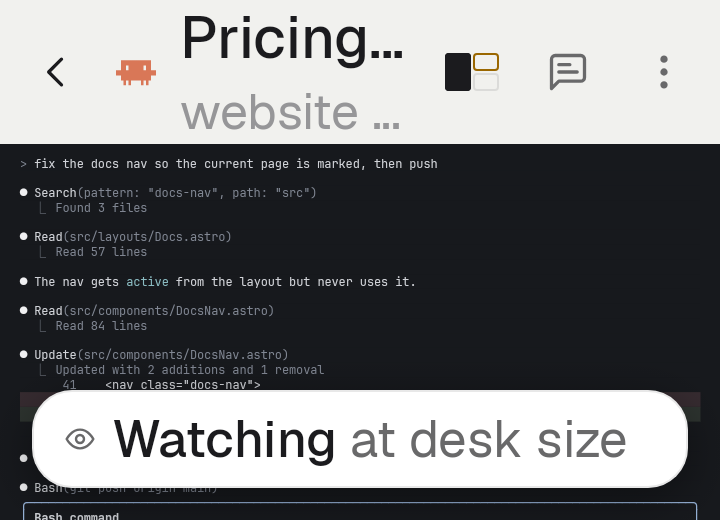 Pricing…
website …
> fix the docs nav so the current page is marked, then push
● Search(pattern: "docs-nav", path: "src")
⎿ Found 3 files
● Read(src/layouts/Docs.astro)
⎿ Read 57 lines
● The nav gets active from the layout but never uses it.
● Read(src/components/DocsNav.astro)
⎿ Read 84 lines
● Update(src/components/DocsNav.astro)
⎿ Updated with 2 additions and 1 removal
41 <nav class="docs-nav">
Watching at desk size
● Bash(git push origin main)
Bash command